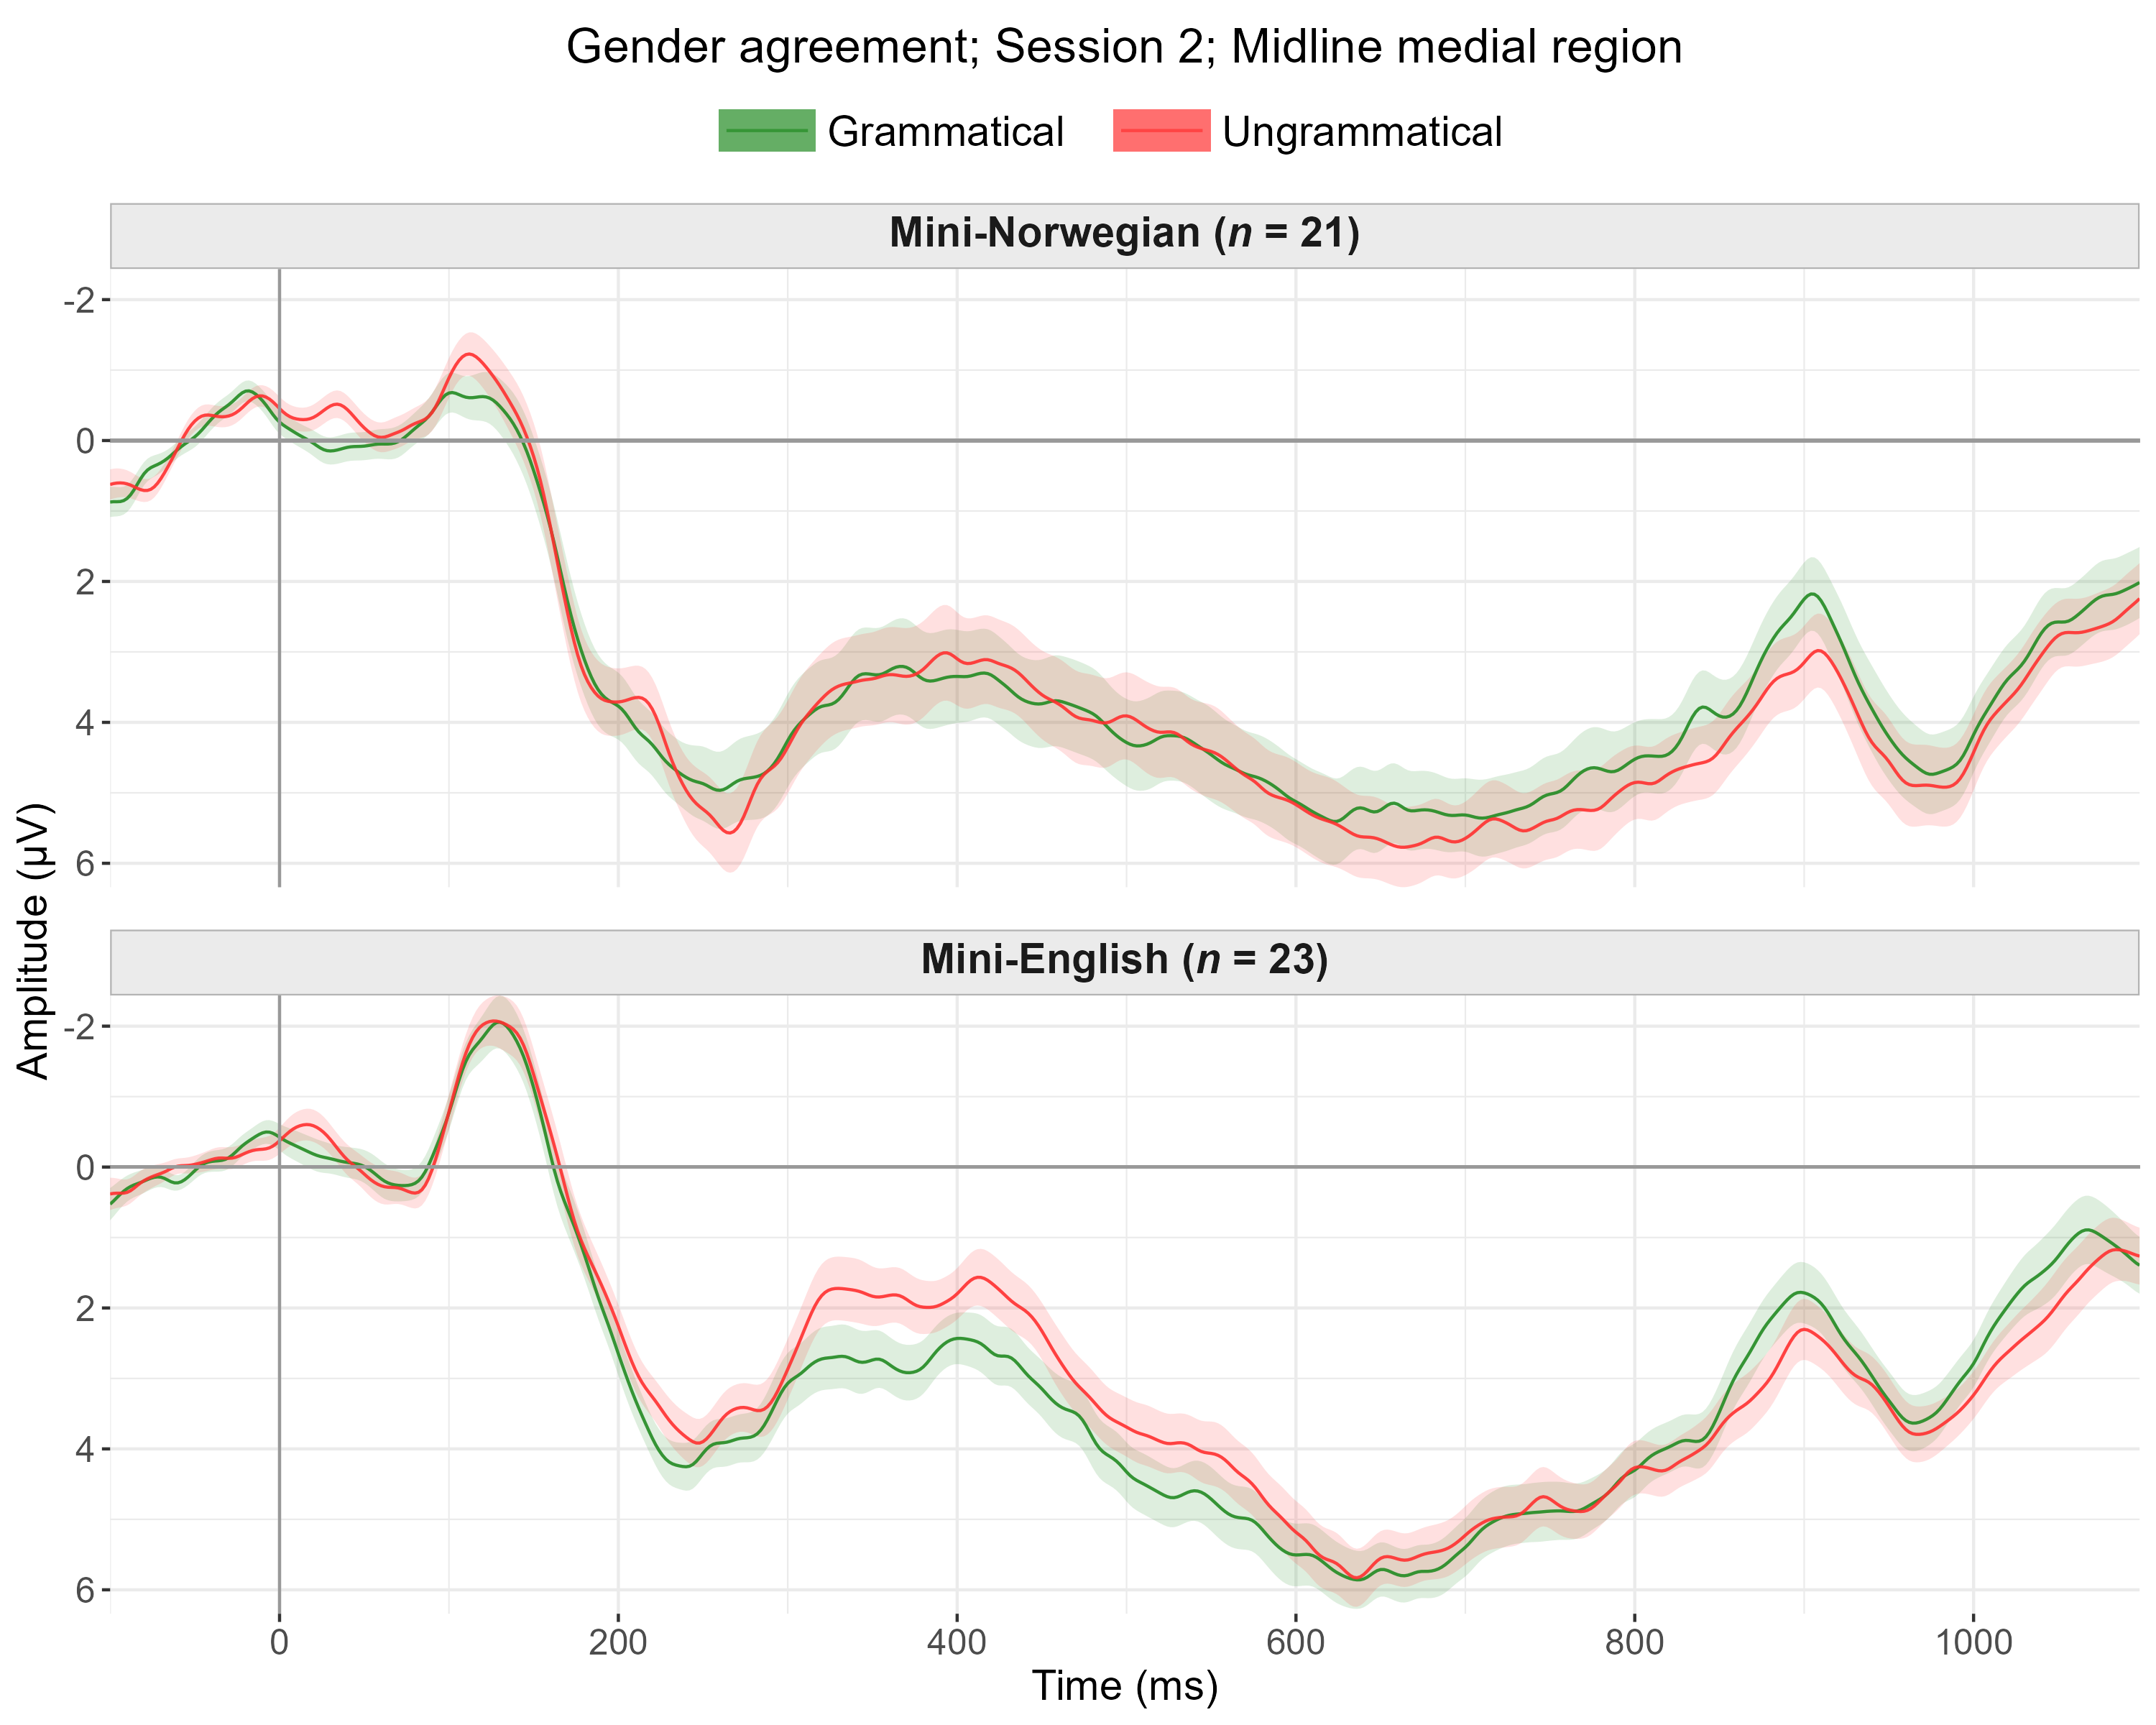 Gender agreement; Session 2; Midline medial region
Grammatical Ungrammatical
Mini-Norwegian (n = 21)
-2
0
2
4
6
Mini-English (n = 23)
-2
0
2
4
6
0 200 400 600 800 1000
Time (ms)
Amplitude (µV)